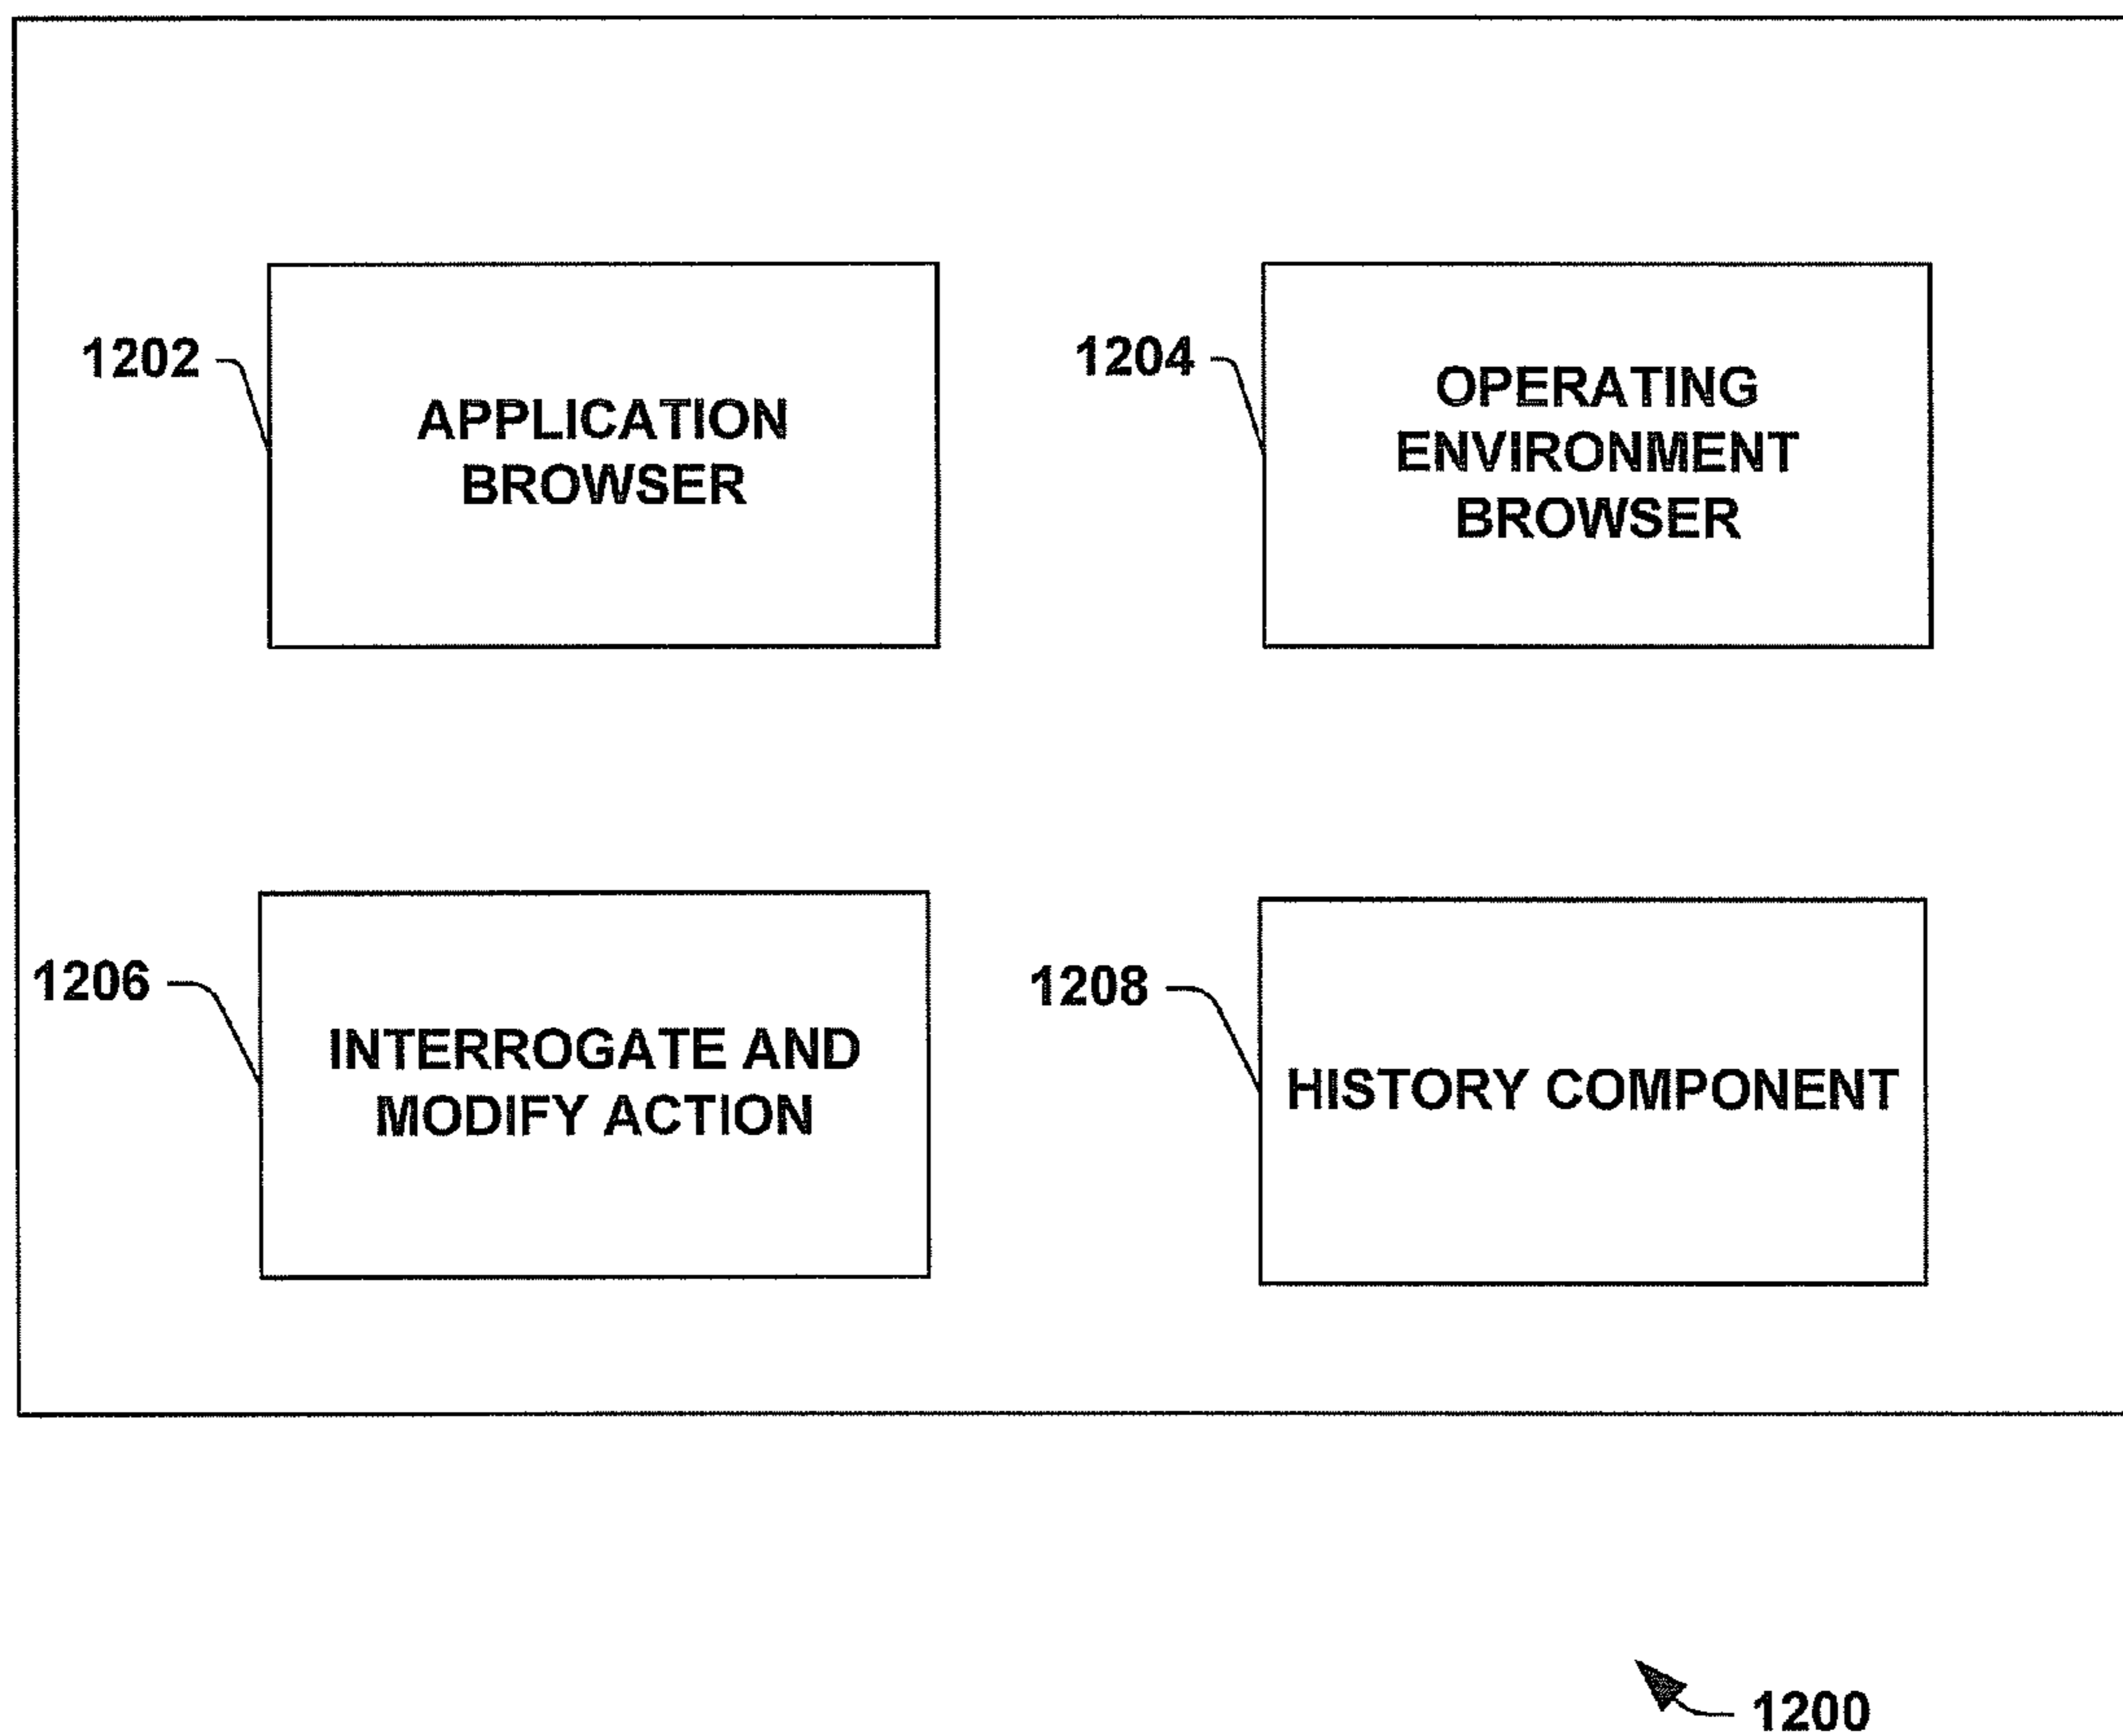 1202
APPLICATION
BROWSER
1204
OPERATING
ENVIRONMENT
BROWSER
1206
INTERROGATE AND
MODIFY ACTION
1208
HISTORY COMPONENT
1200